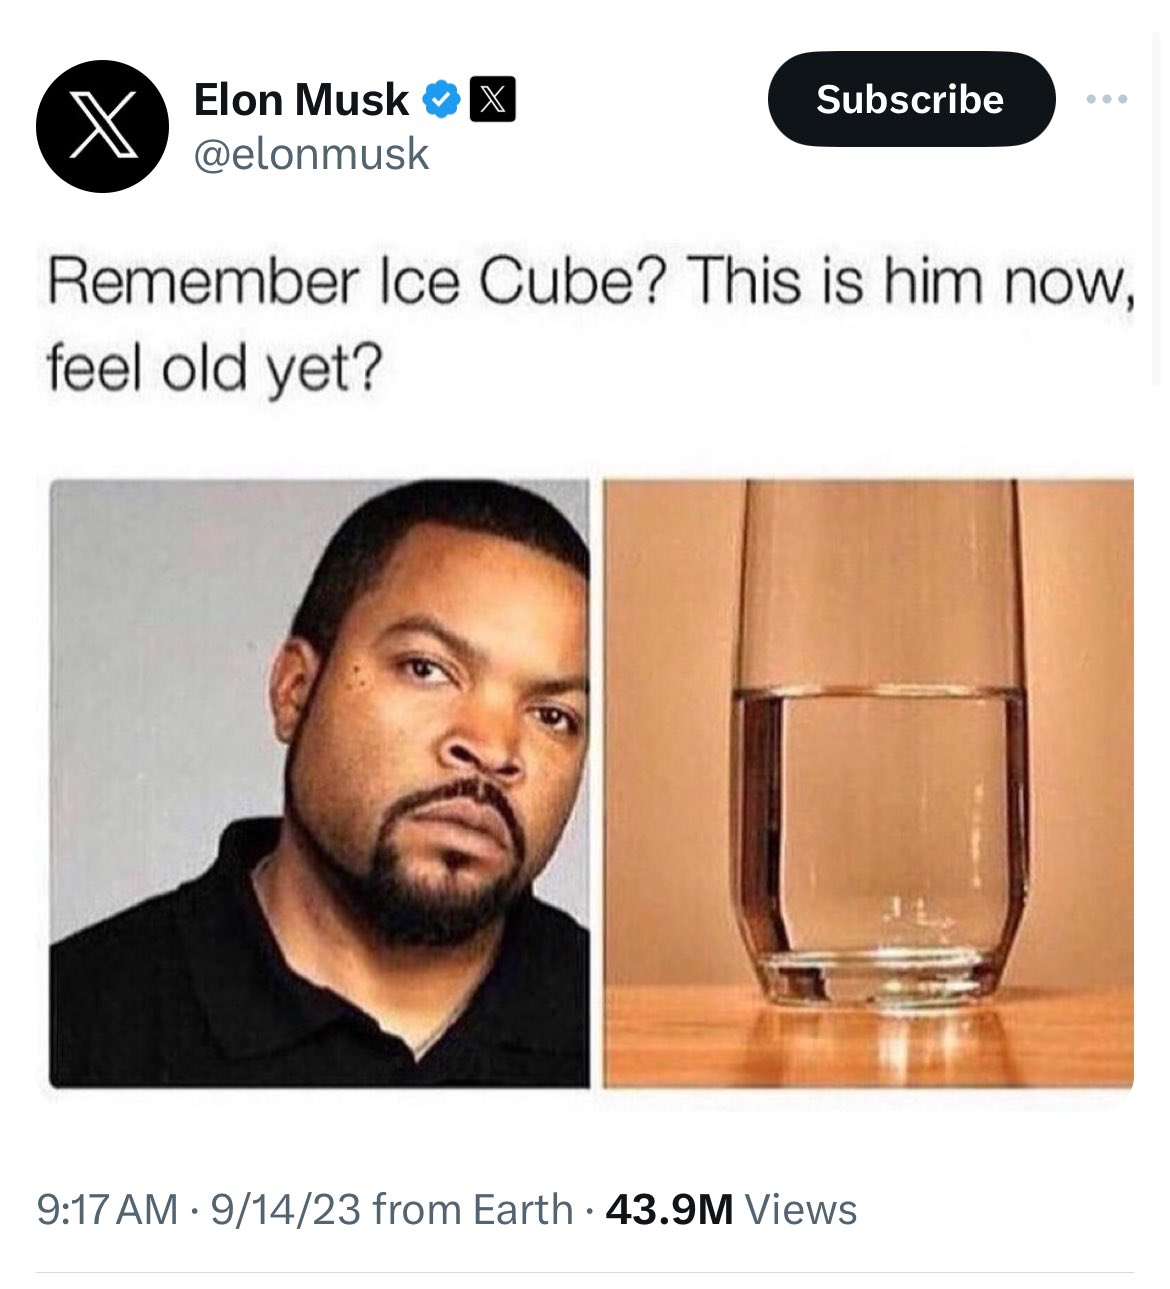 Elon Musk
Subscribe
@elonmusk
Remember Ice Cube? This is him now,
feel old yet?
9:17 AM · 9/14/23 from Earth · 43.9M Views